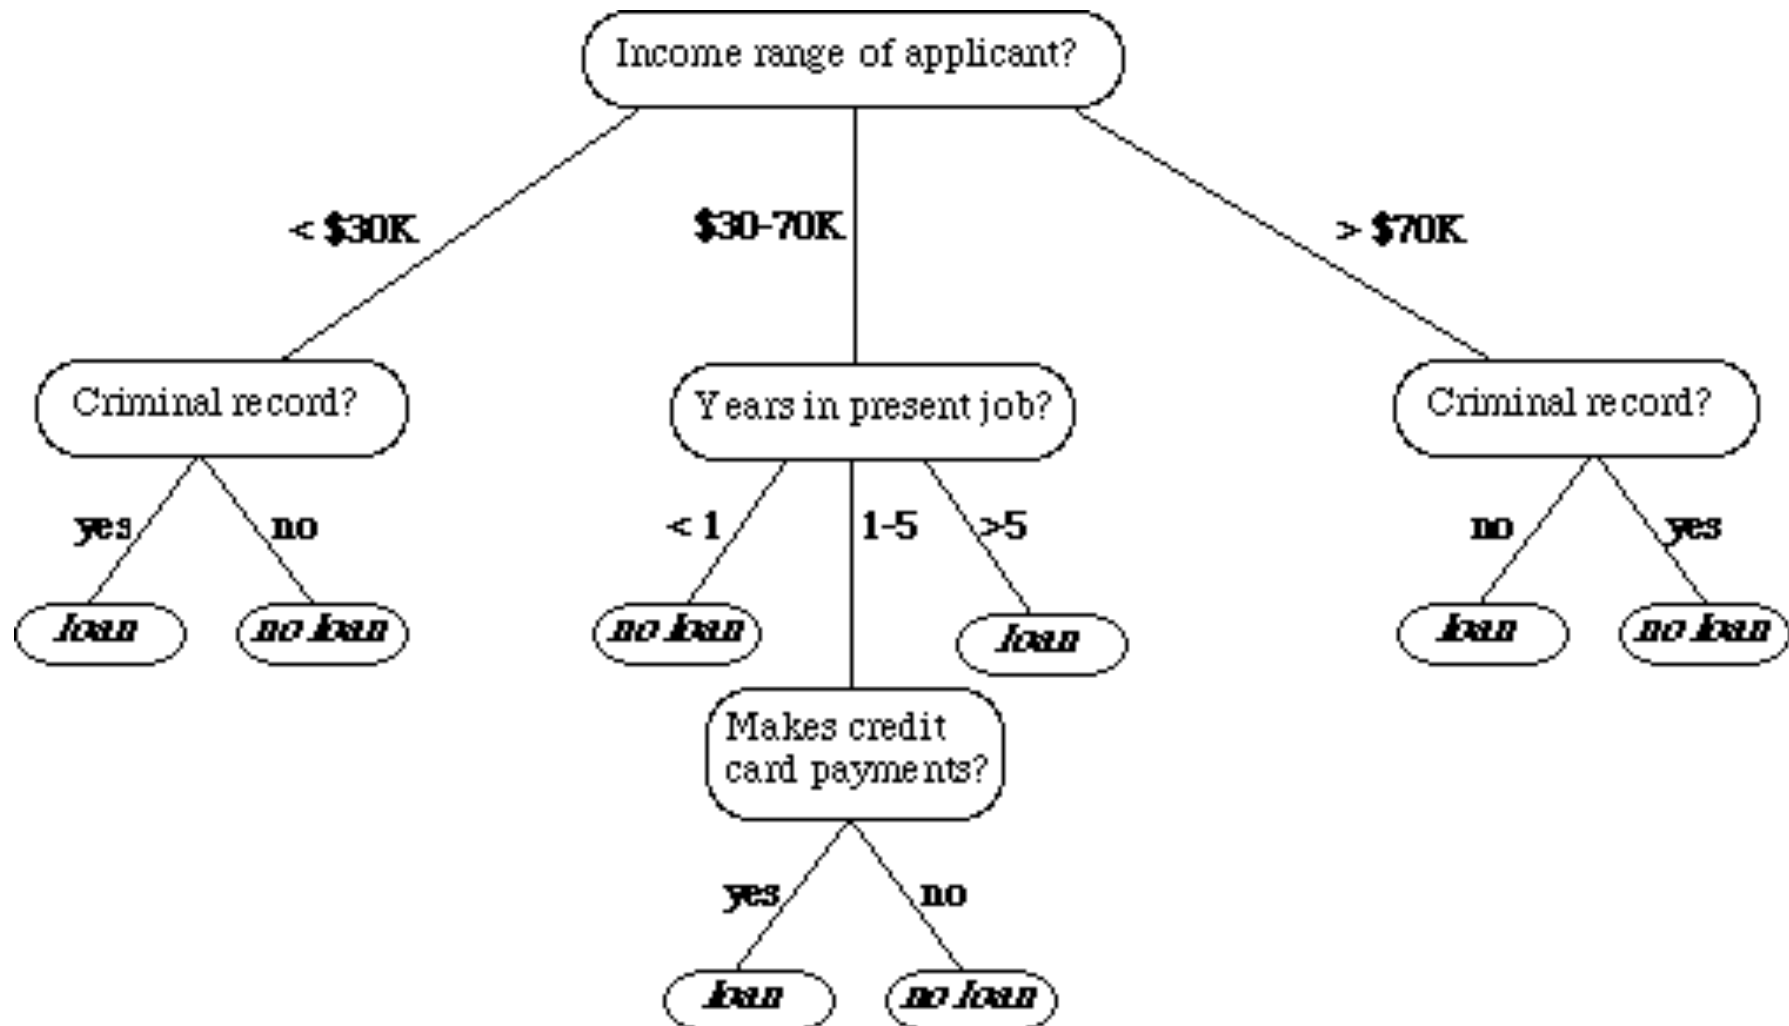 Income range of applicant?
< $30K
$30-70K
> $70K
Criminal record?
Years in present job?
Criminal record?
yes
no
< 1
1-5
>5
no
yes
loan
no loan
no loan
loan
loan
no loan
Makes credit
card payments?
yes
no
loan
no loan